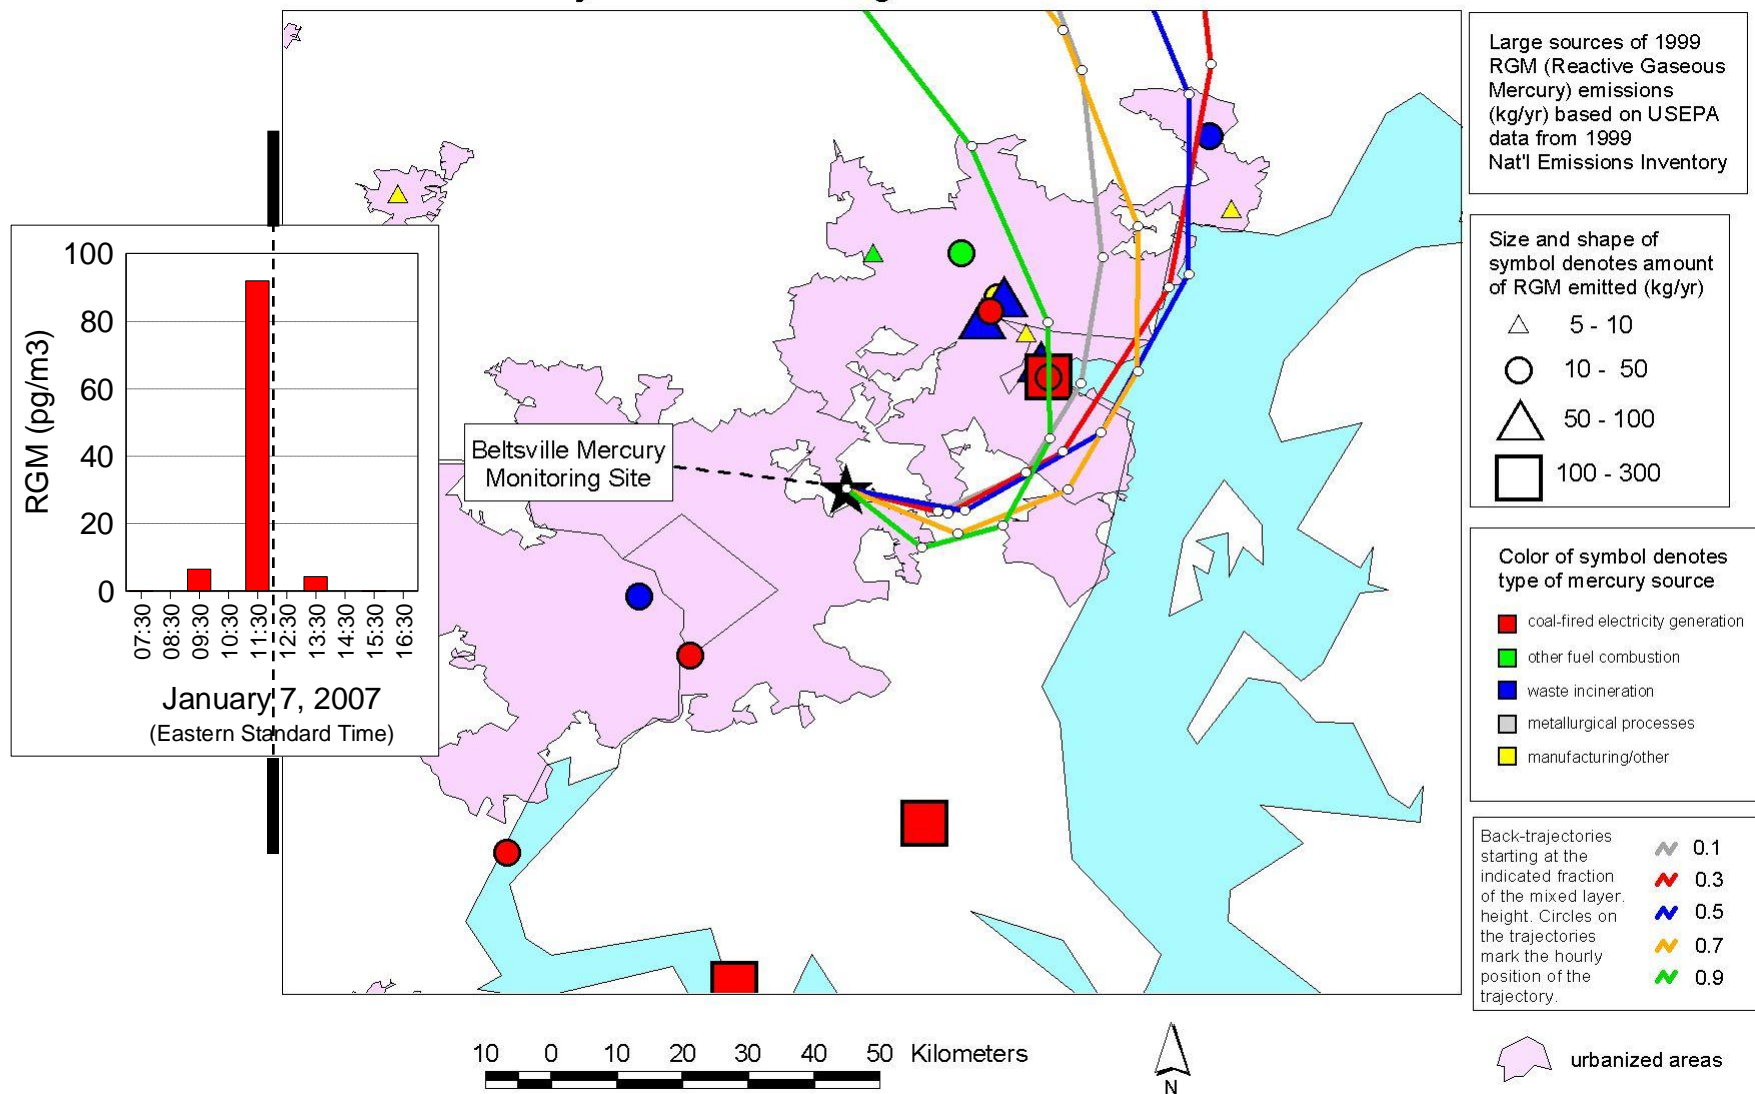 Large sources of 1999
RGM (Reactive Gaseous
Mercury) emissions
(kg/yr) based on USEPA
data from 1999
Nat'l Emissions Inventory
Size and shape of
symbol denotes amount
of RGM emitted (kg/yr)
5 - 10
10 - 50
50 - 100
100 - 300
Color of symbol denotes
type of mercury source
coal-fired electricity generation
other fuel combustion
waste incineration
metallurgical processes
manufacturing/other
Back-trajectories
starting at the
indicated fraction
of the mixed layer.
height. Circles on
the trajectories
mark the hourly
position of the
trajectory.
0.1
0.3
0.5
0.7
0.9
urbanized areas
Beltsville Mercury
Monitoring Site
RGM (pg/m3)
100
80
60
40
20
0
07:30
08:30
09:30
10:30
11:30
12:30
13:30
14:30
15:30
16:30
January 7, 2007
(Eastern Standard Time)
10 0 10 20 30 40 50 Kilometers
N